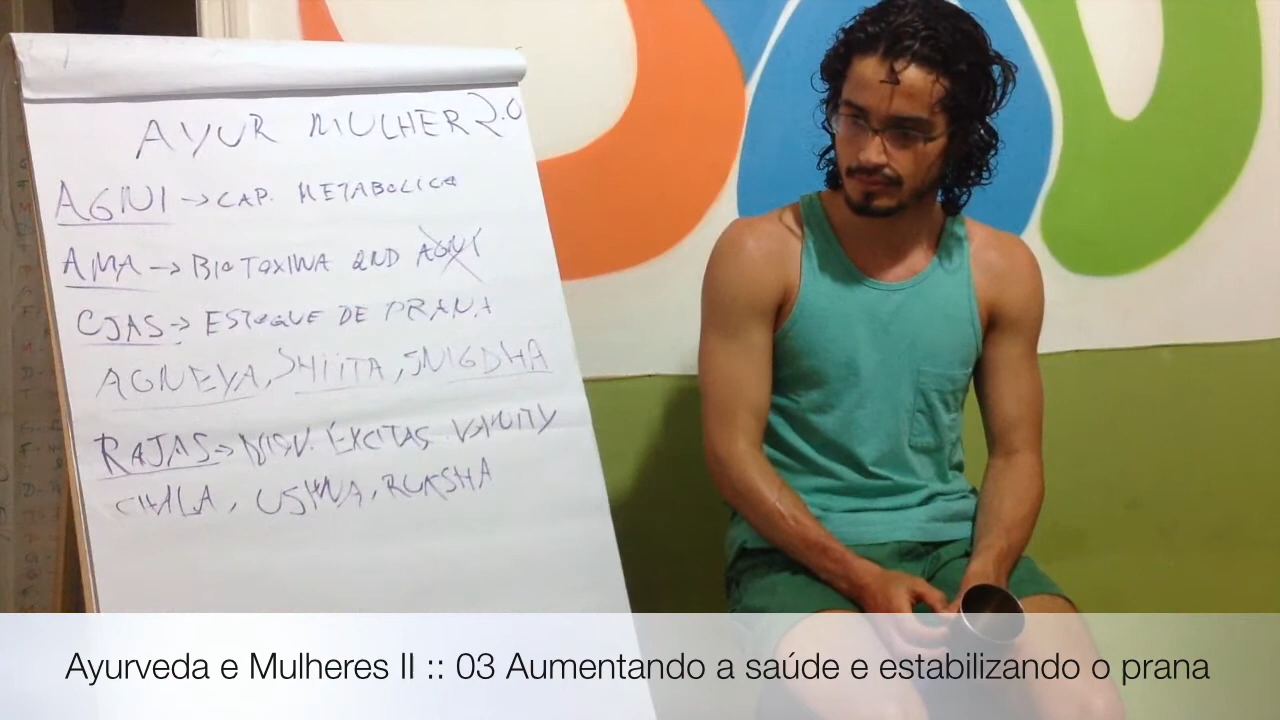 AYUR MULHER 2.0
AGNI → CAP. METABOLICA
AMA → BIOTOXINA QND AGNI
OJAS → ESTOQUE DE PRANA
AGNEYA, SHIITA, SNIGDHA
RAJAS → EXCITAS
CHALA, USHNA, RUKSHA
Ayurveda e Mulheres II :: 03 Aumentando a saúde e estabilizando o prana